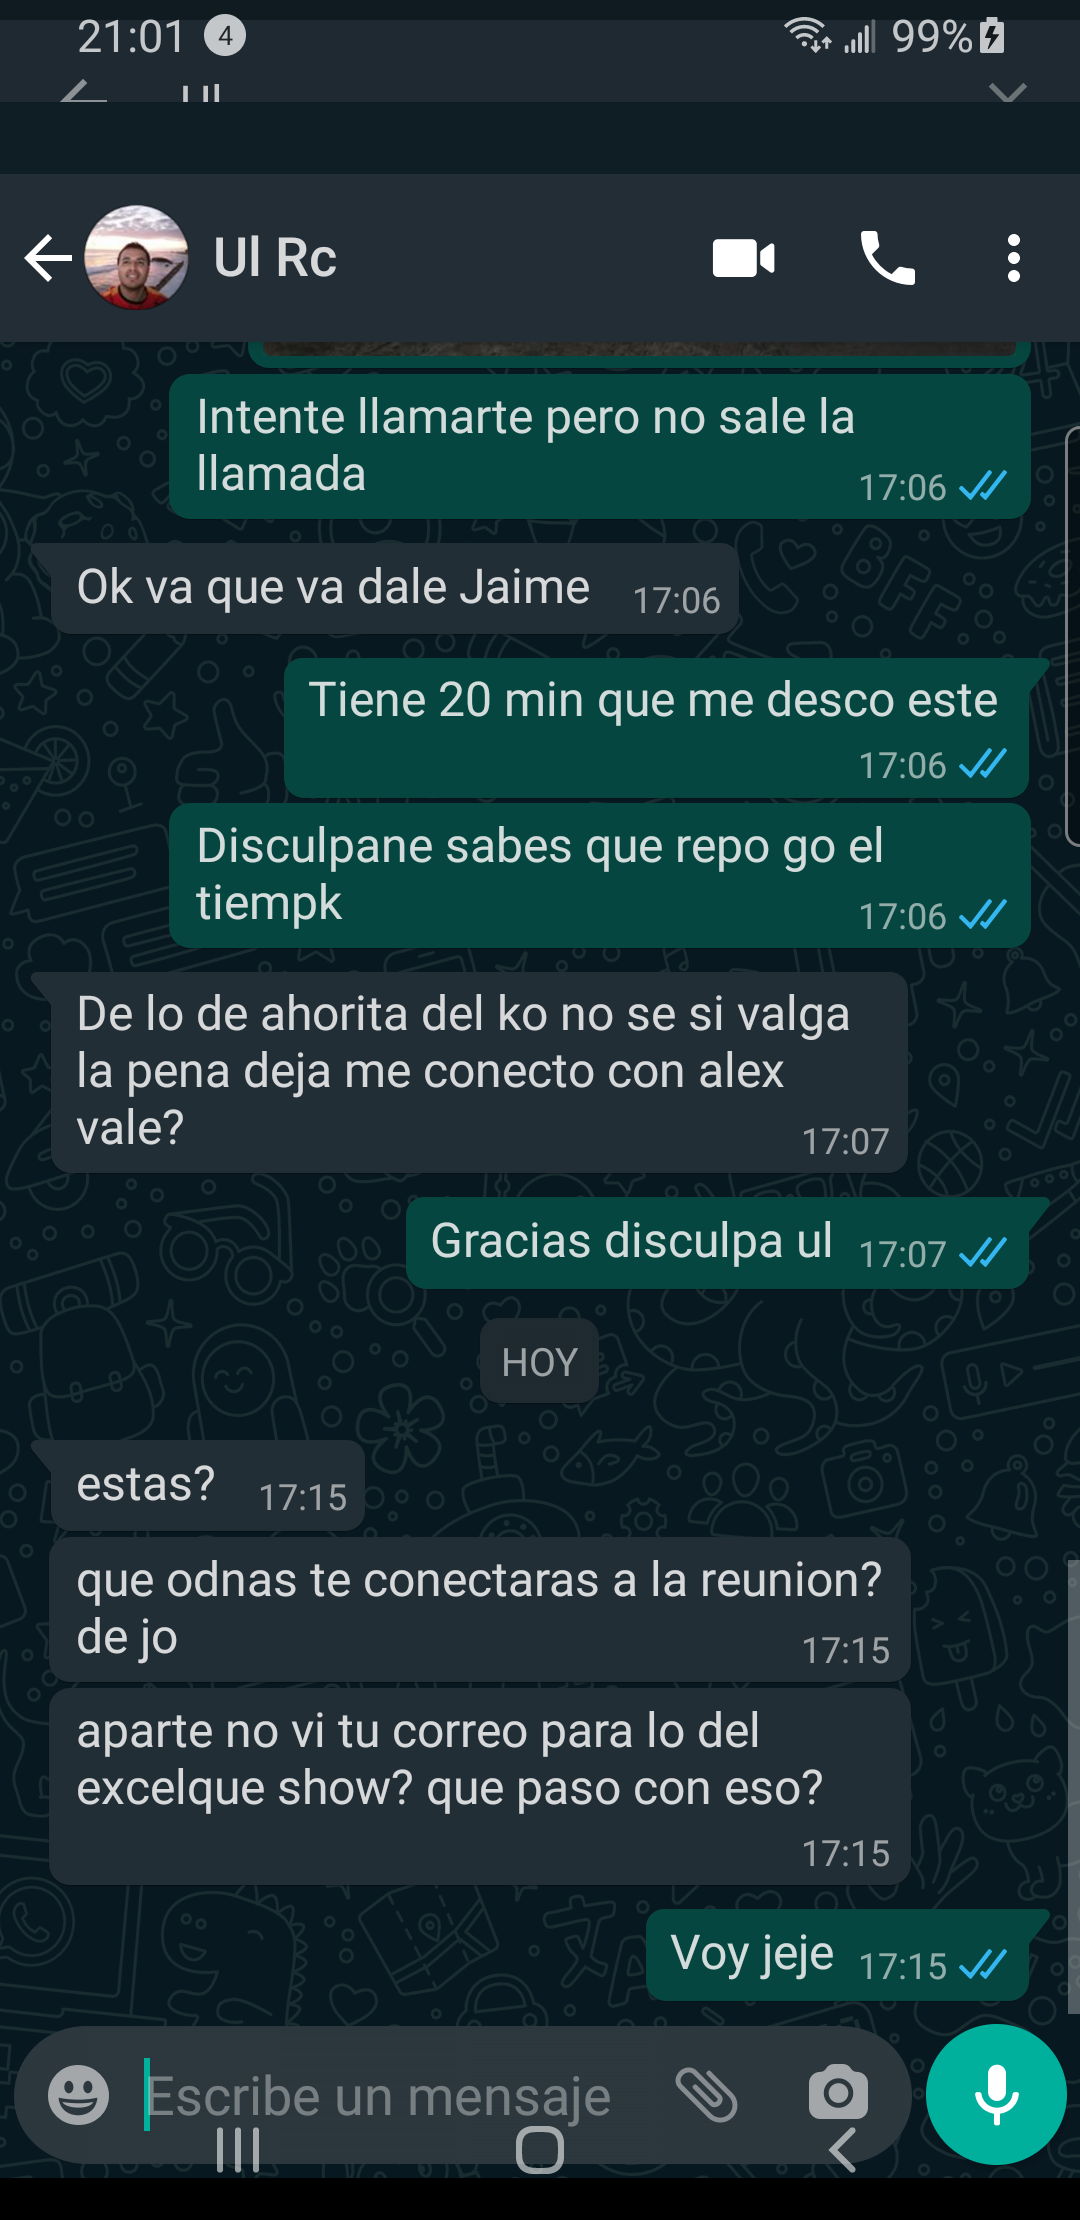 21:01 4 99%
Ul Rc
Intente llamarte pero no sale la
llamada 17:06
Ok va que va dale Jaime 17:06
Tiene 20 min que me desco este
17:06
Disculpane sabes que repo go el
tiempk 17:06
De lo de ahorita del ko no se si valga
la pena deja me conecto con alex
vale? 17:07
Gracias disculpa ul 17:07
HOY
estas? 17:15
que odnas te conectaras a la reunion?
de jo 17:15
aparte no vi tu correo para lo del
excelque show? que paso con eso?
17:15
Voy jeje 17:15
Escribe un mensaje